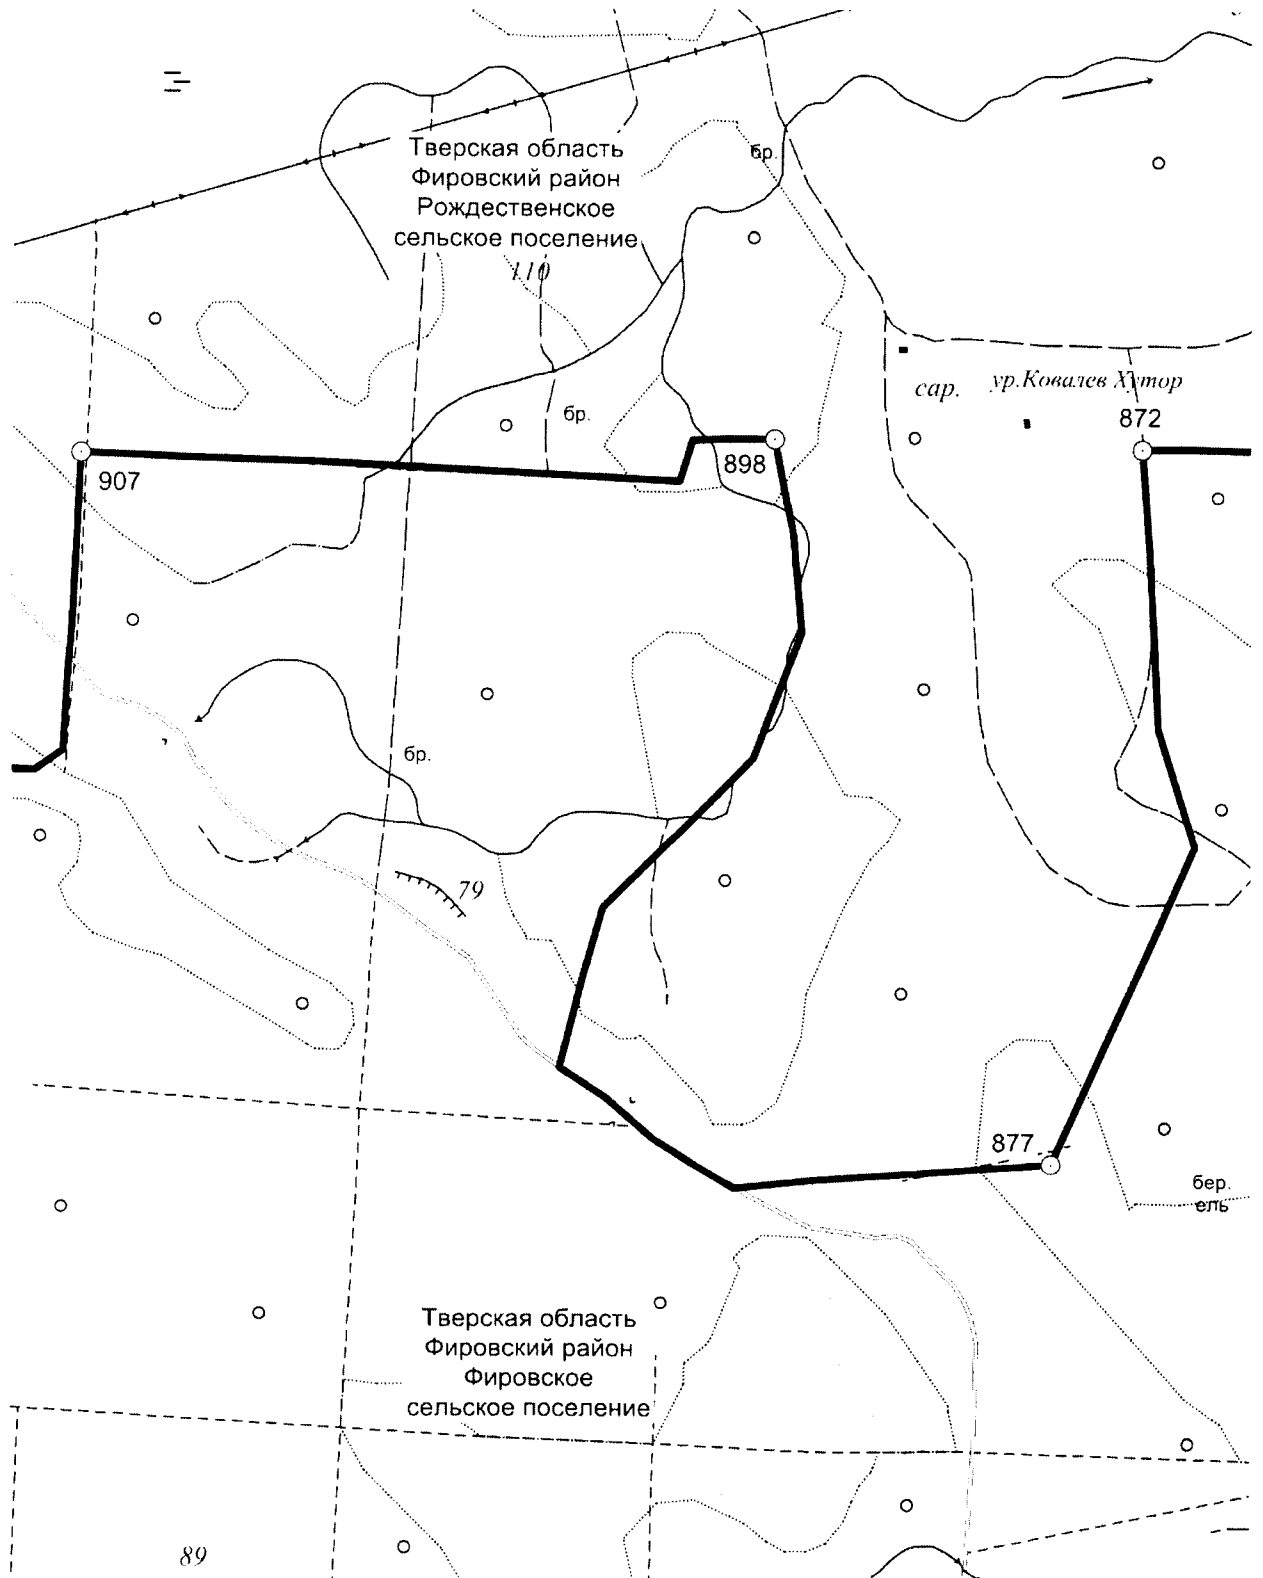 Тверская область
Фировский район
Рождественское
сельское поселение
110
бр.
сар.
ур.Ковалев Хутор
872
бр.
898
907
бр.
79
877
бер.
ель
Тверская область
Фировский район
Фировское
сельское поселение
89